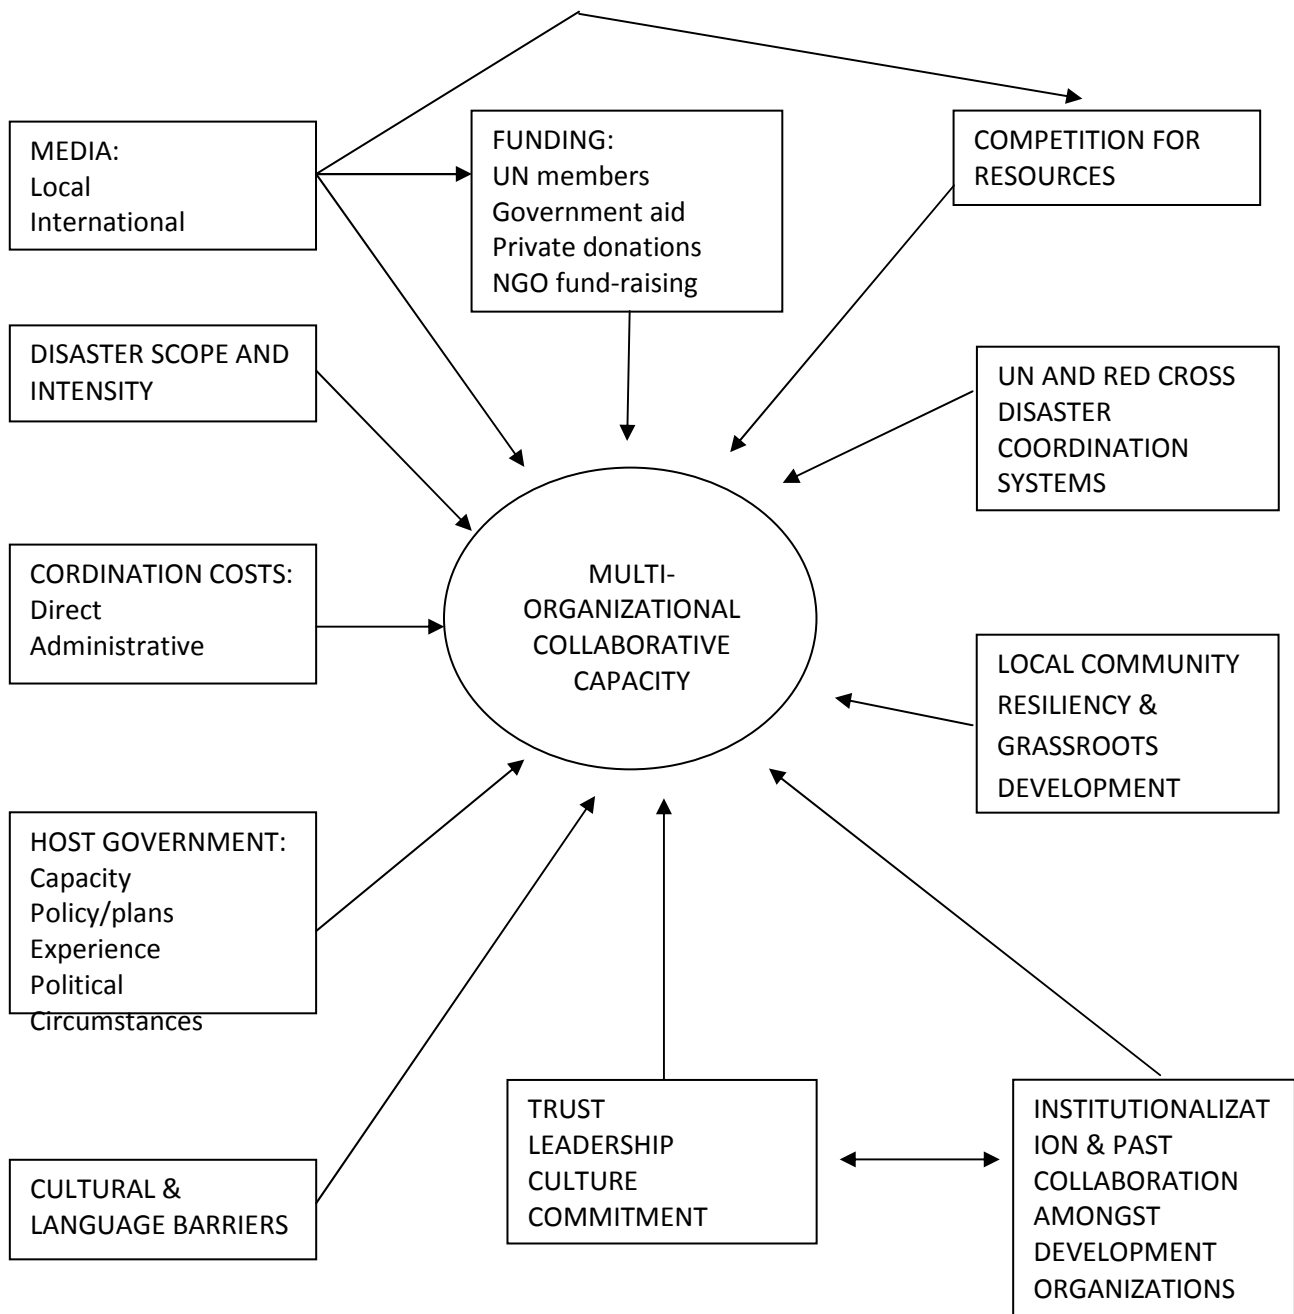 MEDIA:
Local
International
FUNDING:
UN members
Government aid
Private donations
NGO fund-raising
COMPETITION FOR
RESOURCES
DISASTER SCOPE AND
INTENSITY
UN AND RED CROSS
DISASTER
COORDINATION
SYSTEMS
CORDINATION COSTS:
Direct
Administrative
MULTI-
ORGANIZATIONAL
COLLABORATIVE
CAPACITY
LOCAL COMMUNITY
RESILIENCY &
GRASSROOTS
DEVELOPMENT
HOST GOVERNMENT:
Capacity
Policy/plans
Experience
Political
Circumstances
CULTURAL &
LANGUAGE BARRIERS
TRUST
LEADERSHIP
CULTURE
COMMITMENT
INSTITUTIONALIZAT
ION & PAST
COLLABORATION
AMONGST
DEVELOPMENT
ORGANIZATIONS